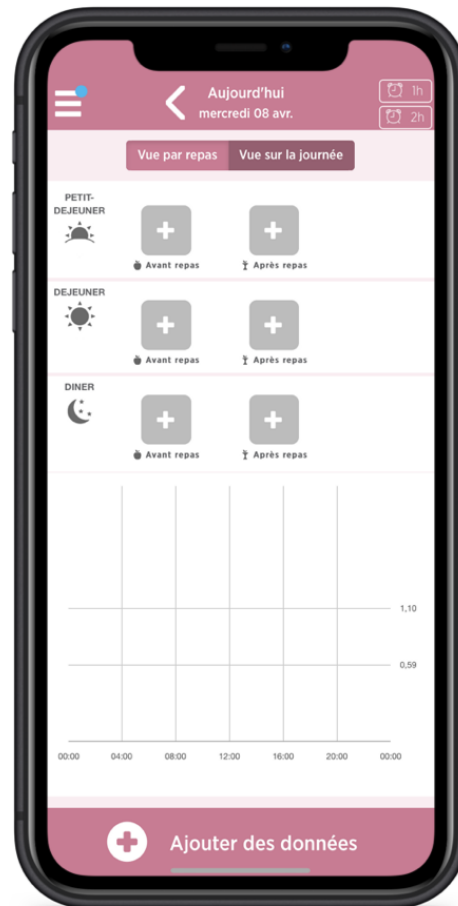 Aujourd'hui
mercredi 08 avr.
1h
2h
Vue par repas
Vue sur la journée
PETIT-
DEJEUNER
Avant repas
Après repas
DEJEUNER
Avant repas
Après repas
DINER
Avant repas
Après repas
1,10
0,59
00:00 04:00 08:00 12:00 16:00 20:00 00:00
Ajouter des données